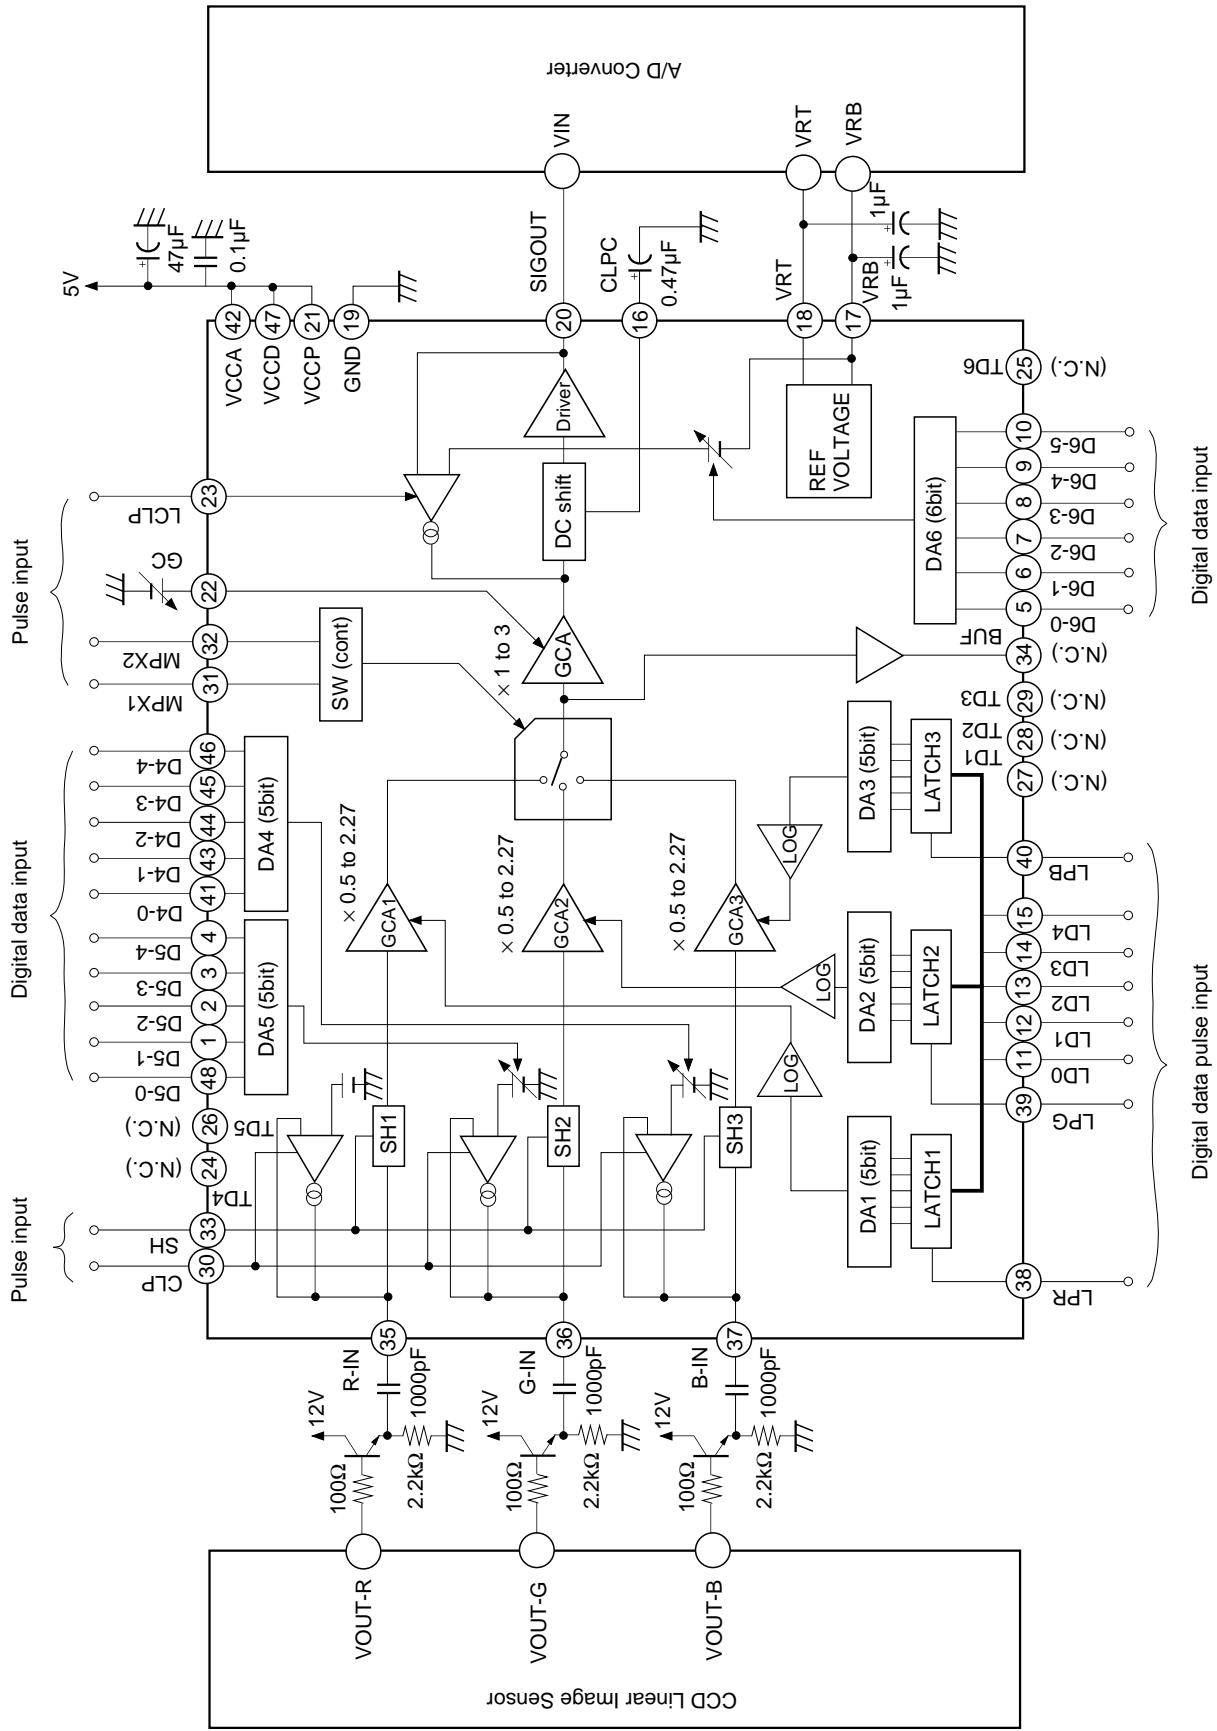 A/D Converter
VIN
VRT
VRB
5V
47µF
0.1µF
SIGOUT
CLPC
0.47µF
VRT
VRB
1µF
1µF
42
47
21
19
20
16
18
17
VCCA
VCCD
VCCP
GND
Driver
DC shift
REF
VOLTAGE
TD6
25
(N.C.)
Pulse input
LCLP
23
GC
22
MPX2
32
MPX1
31
SW (cont)
× 1 to 3
GCA
DA6 (6bit)
10
9
8
7
6
5
D6-5
D6-4
D6-3
D6-2
D6-1
D6-0
Digital data input
BUF
34
(N.C.)
TD3
29
(N.C.)
TD2
28
(N.C.)
TD1
27
(N.C.)
Digital data input
D4-4
D4-3
D4-2
D4-1
D4-0
D5-4
D5-3
D5-2
D5-1
D5-0
46
45
44
43
41
4
3
2
1
48
DA4 (5bit)
DA5 (5bit)
× 0.5 to 2.27
GCA1
× 0.5 to 2.27
GCA2
× 0.5 to 2.27
GCA3
LOG
LOG
LOG
DA3 (5bit)
LATCH3
DA2 (5bit)
LATCH2
DA1 (5bit)
LATCH1
40
LPB
15
LD4
14
LD3
13
LD2
12
LD1
11
LD0
39
LPG
38
LPR
Digital data pulse input
(N.C.)
26
TD5
(N.C.)
24
TD4
Pulse input
SH
33
CLP
30
SH1
SH2
SH3
35
36
37
R-IN
1000pF
12V
100Ω
2.2kΩ
G-IN
1000pF
12V
100Ω
2.2kΩ
B-IN
1000pF
12V
100Ω
2.2kΩ
VOUT-R
VOUT-G
VOUT-B
CCD Linear Image Sensor